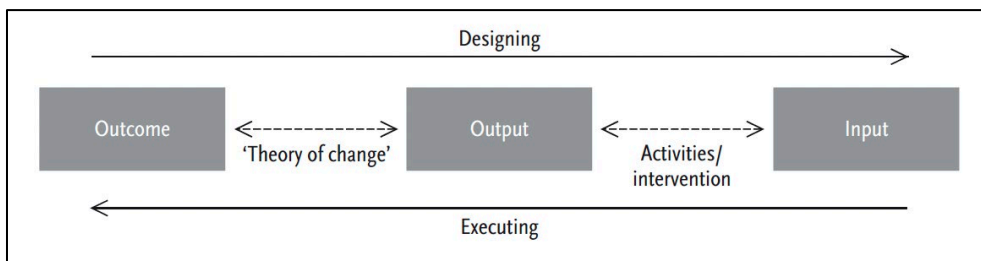 Designing
Outcome
Output
Input
‘Theory of change’
Activities/
intervention
Executing